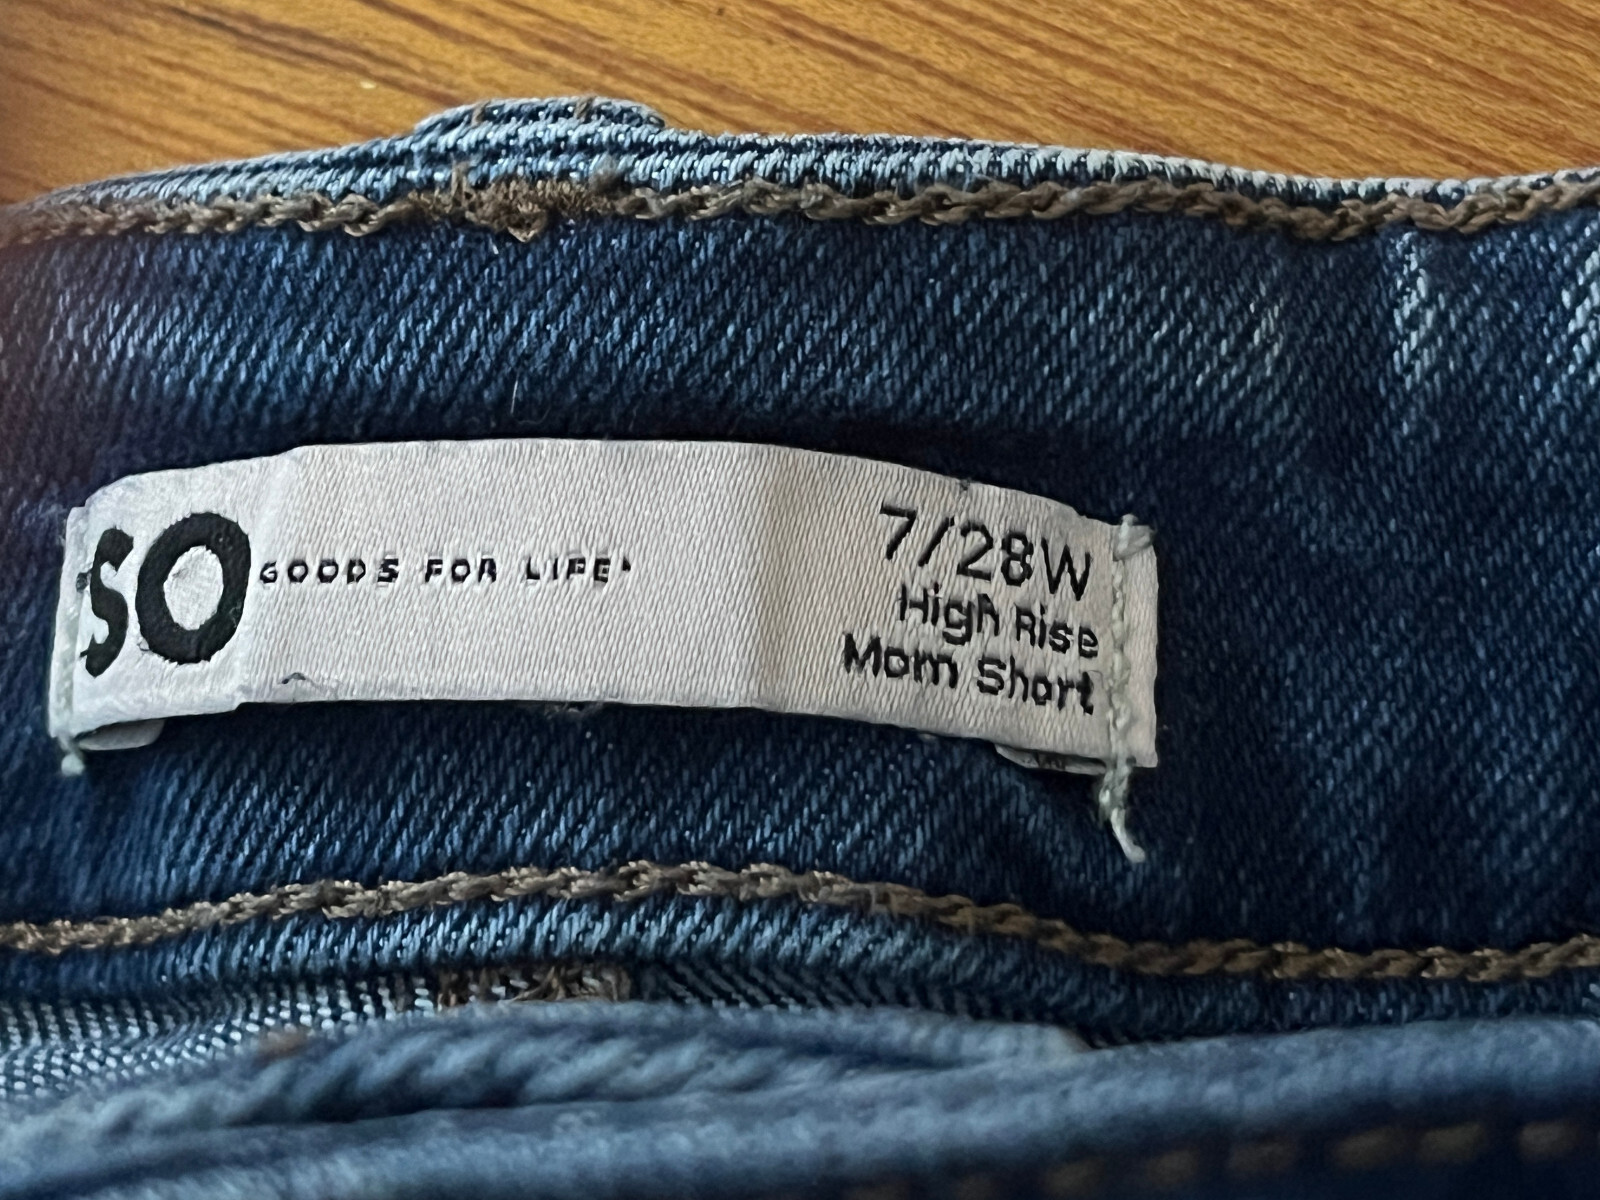 SO GOODS FOR LIFE
7/28W
High Rise
Mom Short